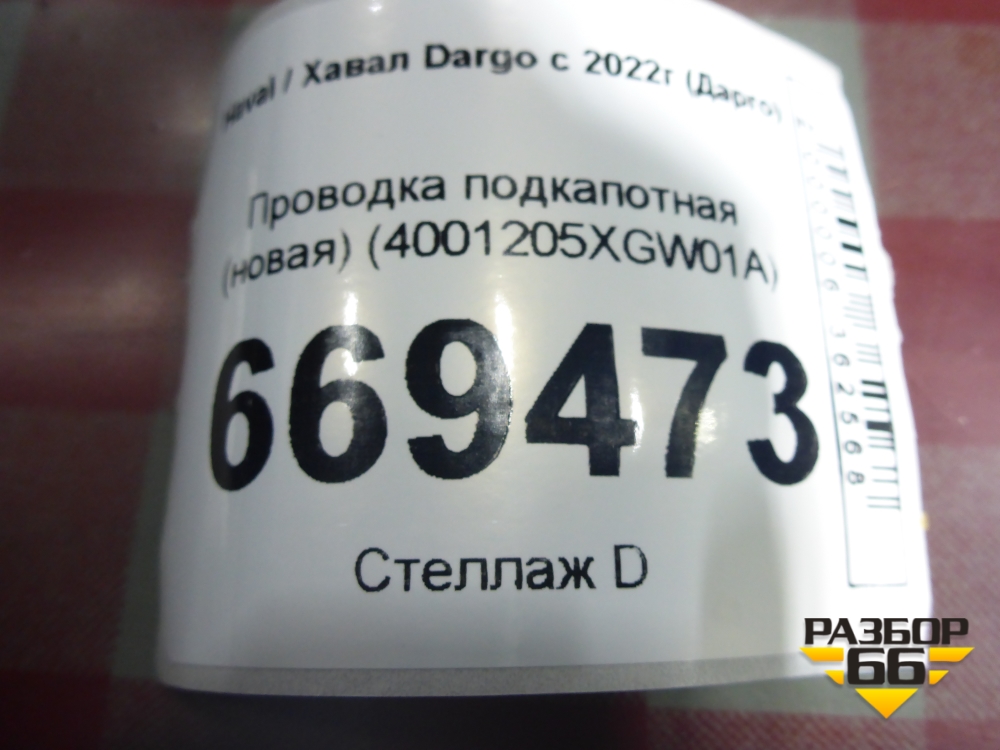 Haval / Хавал Dargo с 2022г (Дарго)
Проводка подкапотная
(новая) (4001205XGW01A)
669473
Стеллаж D
РАЗБОР
66